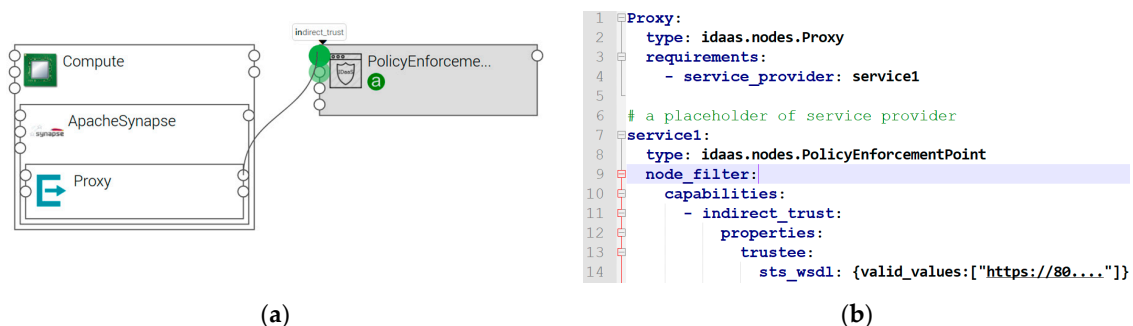 indirect_trust
Compute
PolicyEnforceme...
IDaaS
a
ApacheSynapse
synapse
Proxy
1 Proxy:
2 type: idaas.nodes.Proxy
3 requirements:
4 - service_provider: service1
5
6 # a placeholder of service provider
7 service1:
8 type: idaas.nodes.PolicyEnforcementPoint
9 node_filter:
10 capabilities:
11 - indirect_trust:
12 properties:
13 trustee:
14 sts_wsdl: {valid_values:["https://80...."]}
(a)
(b)